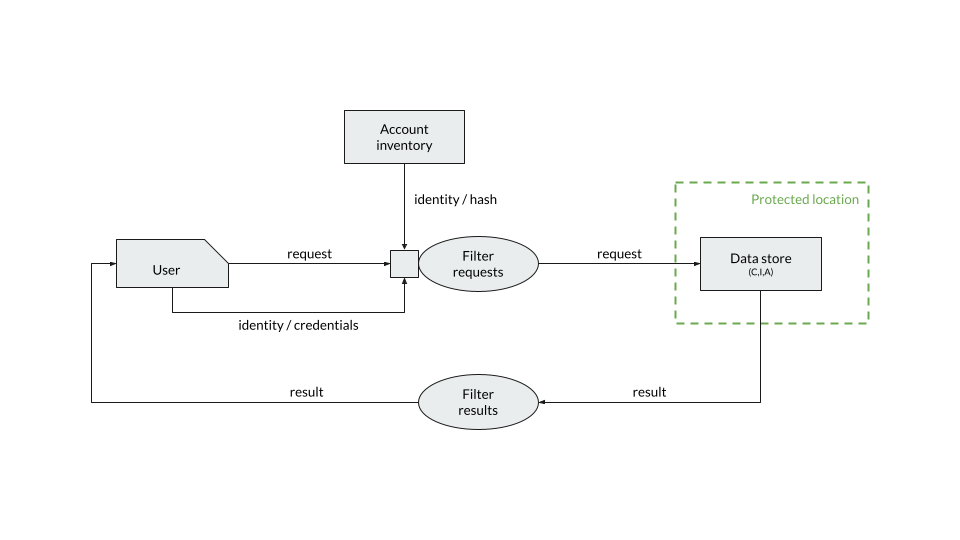 Account
inventory
identity / hash
Protected location
User
request
Filter
requests
request
Data store
(C,I,A)
identity / credentials
result
Filter
results
result